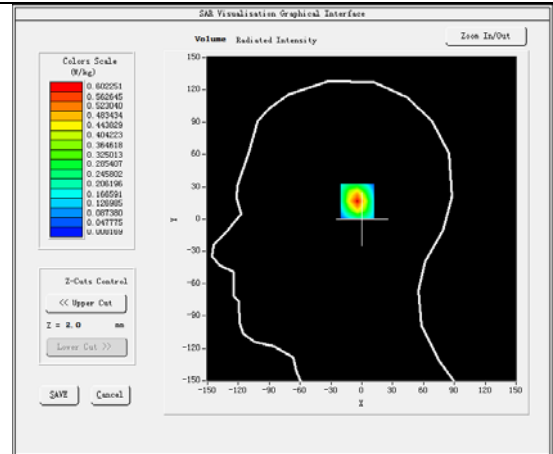 SAR Visualisation Graphical Interface
Volume Radiated Intensity
Zoom In/Out
Colors Scale
(W/kg)
0.602251
0.562645
0.523040
0.483434
0.443829
0.404223
0.364618
0.325013
0.285407
0.245802
0.206196
0.166591
0.126985
0.087380
0.047775
0.008169
Z-Cuts Control
<< Upper Cut
Z = 2.0 mm
Lower Cut >>
SAVE
Cancel
150
120
90
60
30
0
-30
-60
-90
-120
-150
Y
-150 -120 -90 -60 -30 0 30 60 90 120 150
X